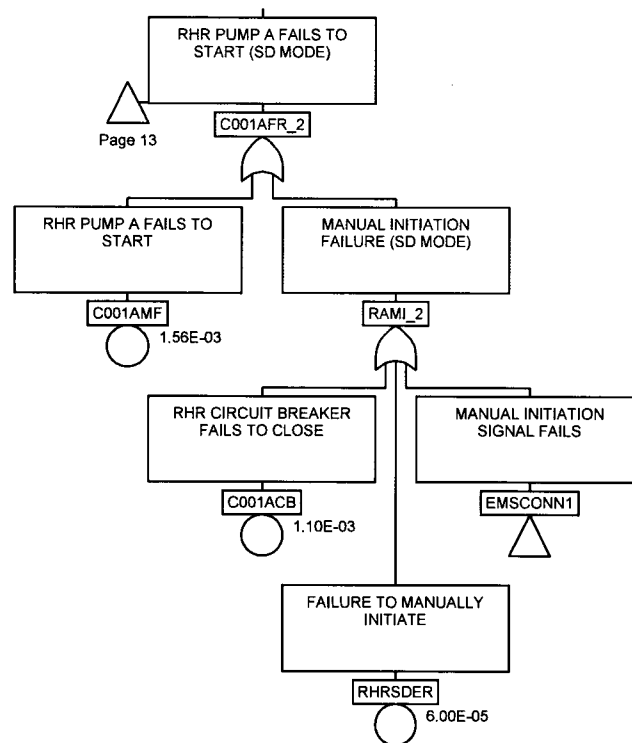 RHR PUMP A FAILS TO
START (SD MODE)
Page 13
C001AFR_2
RHR PUMP A FAILS TO
START
MANUAL INITIATION
FAILURE (SD MODE)
C001AMF
1.56E-03
RAMI_2
RHR CIRCUIT BREAKER
FAILS TO CLOSE
MANUAL INITIATION
SIGNAL FAILS
C001ACB
1.10E-03
EMSCONN1
FAILURE TO MANUALLY
INITIATE
RHRSDER
6.00E-05